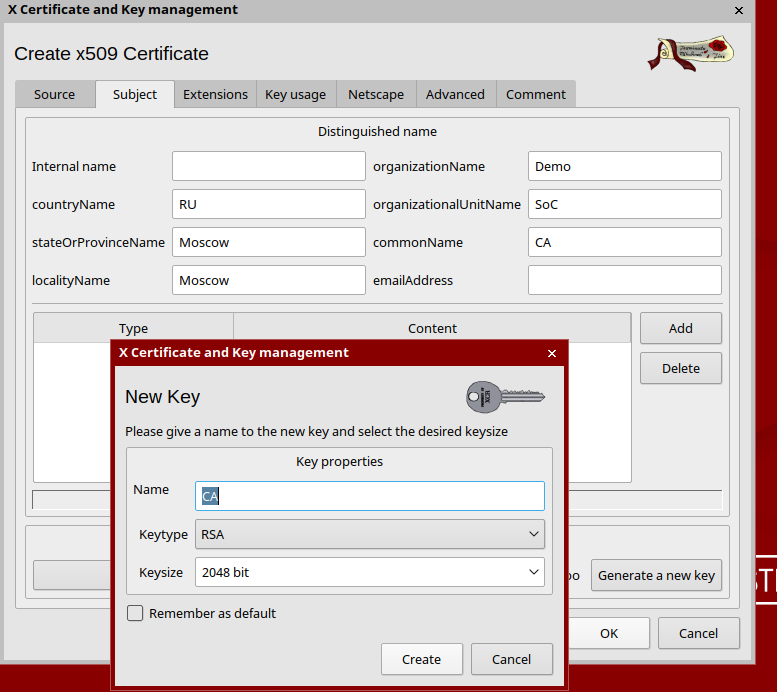 X Certificate and Key management
Create x509 Certificate
Source Subject Extensions Key usage Netscape Advanced Comment
Distinguished name
Internal name organizationName Demo
countryName RU organizationalUnitName SoC
stateOrProvinceName Moscow commonName CA
localityName Moscow emailAddress
Type Content Add
Delete
X Certificate and Key management
New Key
Please give a name to the new key and select the desired keysize
Key properties
Name CA
Keytype RSA
Keysize 2048 bit
Generate a new key
Remember as default
OK Cancel
Create Cancel